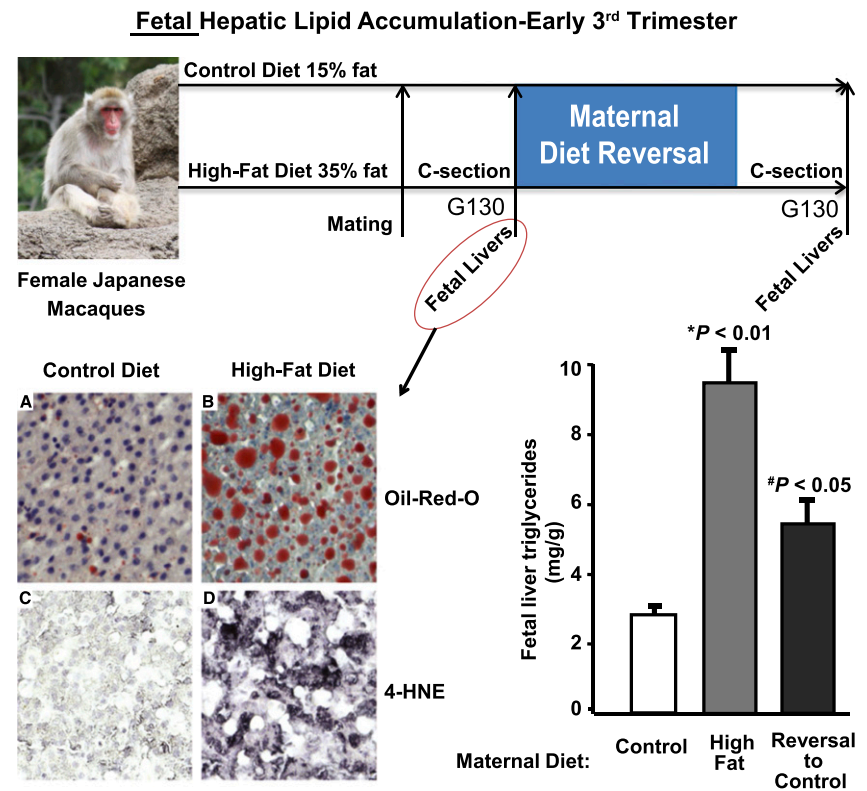 Fetal Hepatic Lipid Accumulation-Early 3rd Trimester
Control Diet 15% fat
Maternal
Diet Reversal
High-Fat Diet 35% fat
C-section
C-section
G130
G130
Mating
Fetal Livers
Fetal Livers
Female Japanese
Macaques
Control Diet
High-Fat Diet
A
B
Oil-Red-O
C
D
4-HNE
*P < 0.01
#P < 0.05
Fetal liver triglycerides
(mg/g)
10
8
6
4
2
0
Maternal Diet:
Control
High
Fat
Reversal
to
Control